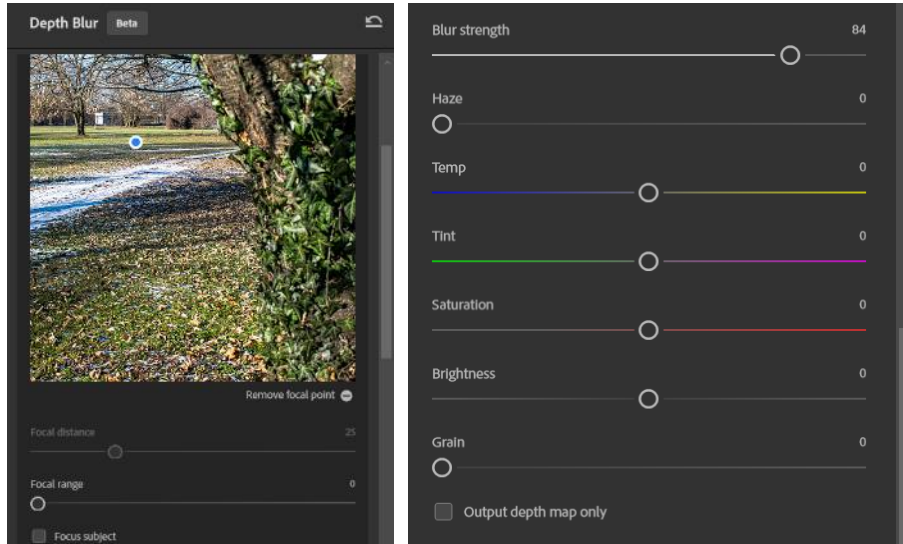 Depth Blur Beta
Remove focal point
Focal distance 25
Focal range 0
Focus subject
Blur strength 84
Haze 0
Temp 0
Tint 0
Saturation 0
Brightness 0
Grain 0
Output depth map only